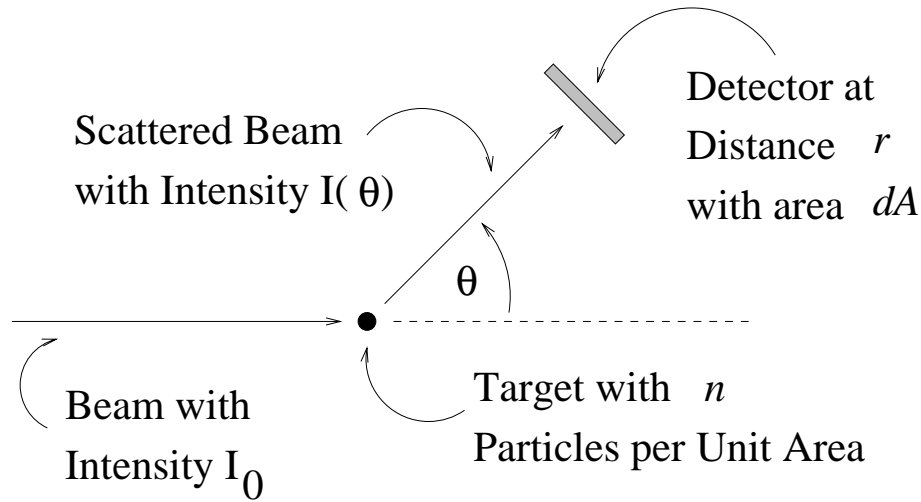 Detector at
Distance r
with area dA
Scattered Beam
with Intensity I( θ)
θ
Beam with
Intensity I0
Target with n
Particles per Unit Area